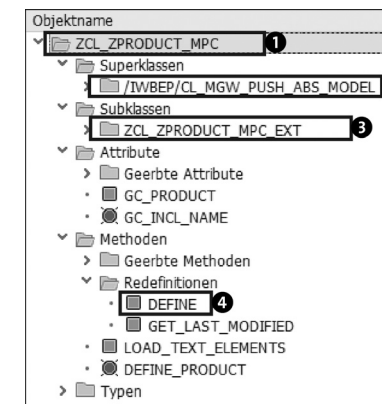 Objektname
ZCL_ZPRODUCT_MPC 1
Superklassen
/IWBEP/CL_MGW_PUSH_ABS_MODEL
Subklassen
ZCL_ZPRODUCT_MPC_EXT 3
Attribute
Geerbte Attribute
GC_PRODUCT
GC_INCL_NAME
Methoden
Geerbte Methoden
Redefinitionen
DEFINE 4
GET_LAST_MODIFIED
LOAD_TEXT_ELEMENTS
DEFINE_PRODUCT
Typen